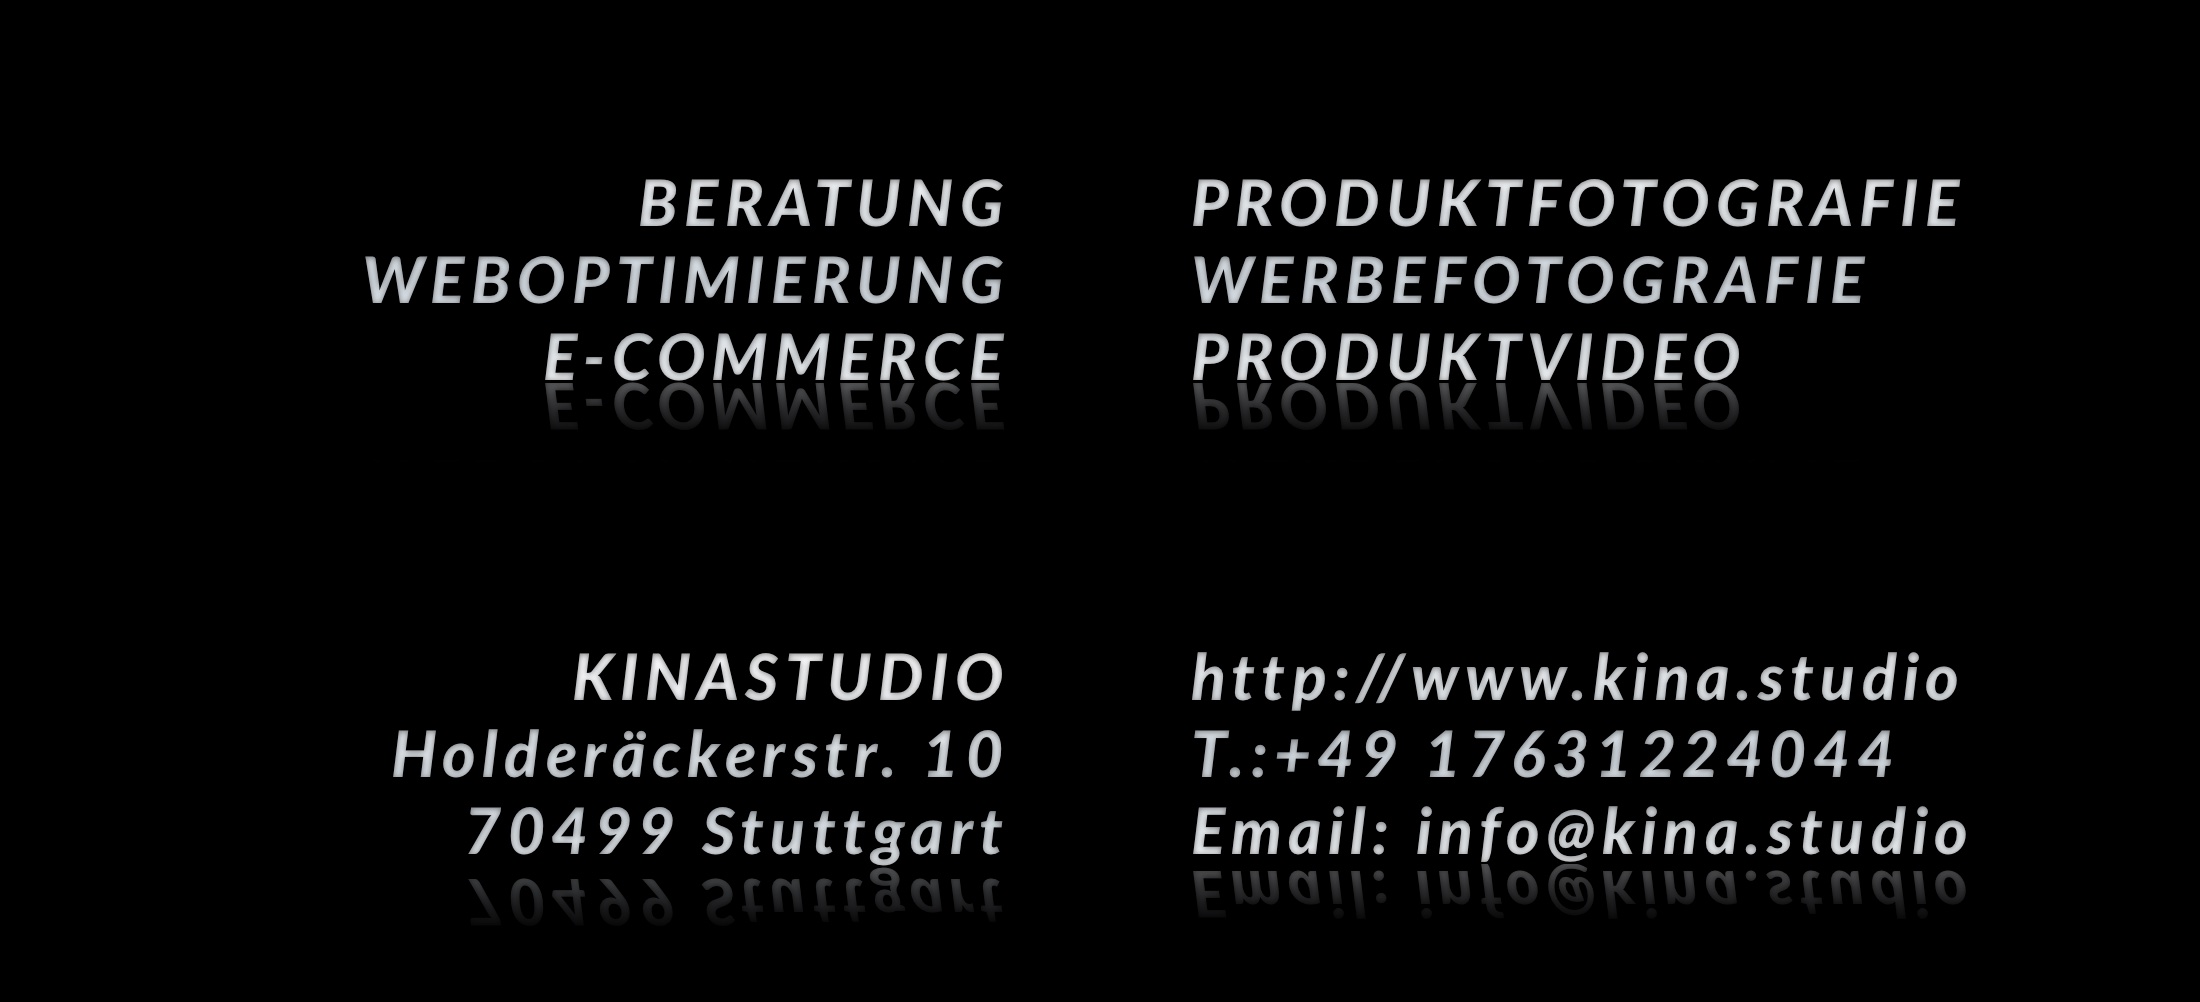 BERATUNG
WEBOPTIMIERUNG
E-COMMERCE
PRODUKTFOTOGRAFIE
WERBEFOTOGRAFIE
PRODUKTVIDEO
KINASTUDIO
Holderäckerstr. 10
70499 Stuttgart
http://www.kina.studio
T.:+49 17631224044
Email: info@kina.studio